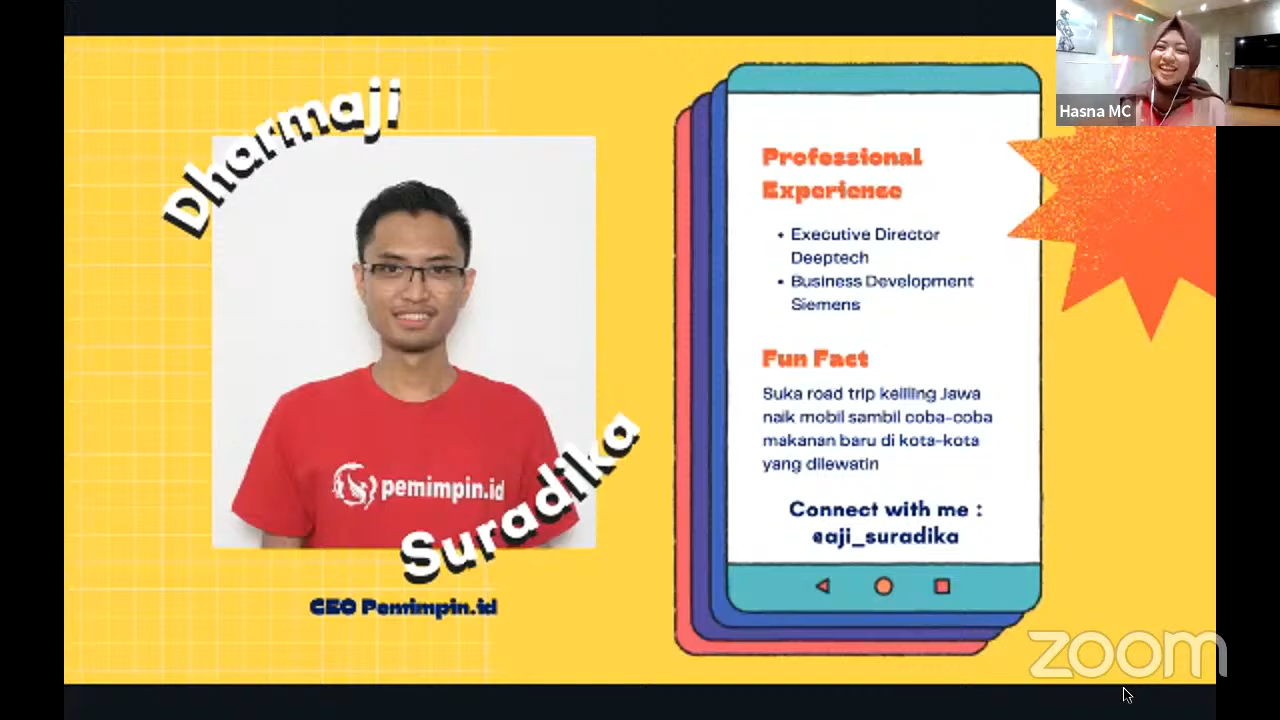 Hasna MC
Dharmaji
Suradika
pemimpin.id
CEO Pemimpin.id
Professional
Experience
• Executive Director
Deeptech
• Business Development
Siemens
Fun Fact
Suka road trip keliling Jawa
naik mobil sambil coba-coba
makanan baru di kota-kota
yang dilewatin
Connect with me :
@aji_suradika
zoom